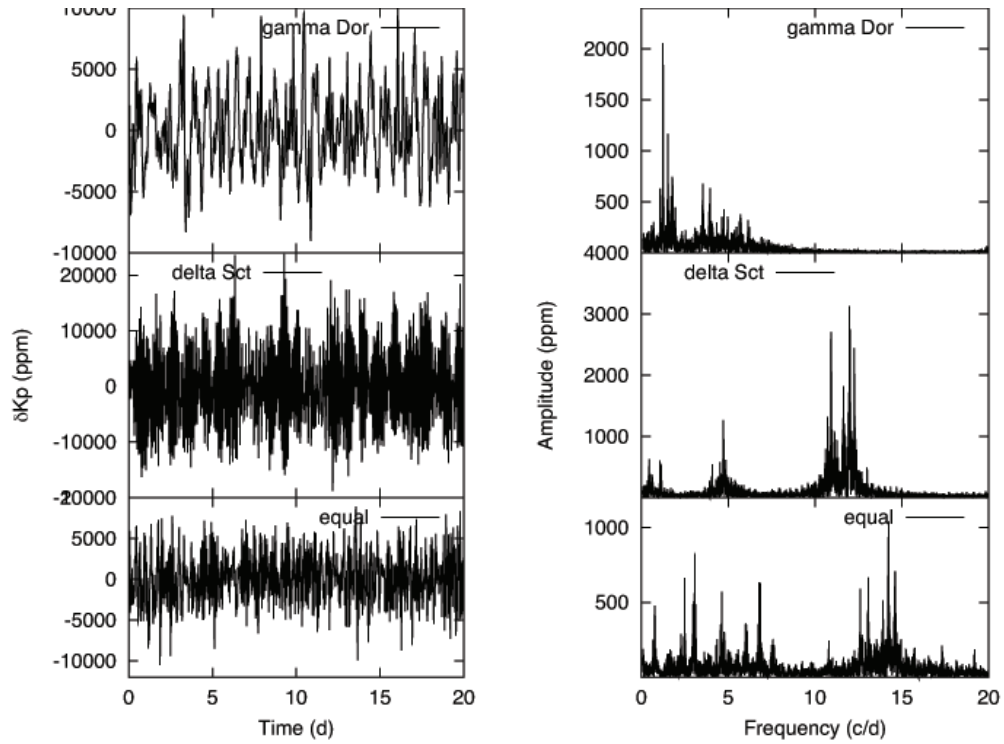 10000
gamma Dor
5000
0
-5000
-10000
20000
delta Sct
10000
0
-10000
-20000
equal
5000
0
-5000
-10000
0 5 10 15 20
Time (d)
δKp (ppm)
gamma Dor
2000
1500
1000
500
4000
delta Sct
3000
2000
1000
equal
1000
500
0 5 10 15 20
Frequency (c/d)
Amplitude (ppm)